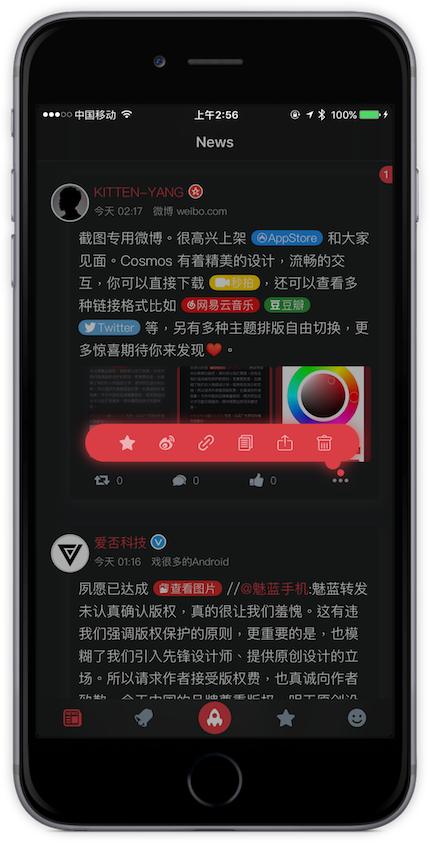 中国移动
上午2:56
100%
News
1
KITTEN-YANG
今天 02:17 微博 weibo.com
截图专用微博。很高兴上架 AppStore 和大家
见面。Cosmos 有着精美的设计，流畅的交
互，你可以直接下载 秒拍，还可以查看多
种链接格式比如 网易云音乐 豆 豆瓣
Twitter 等，另有多种主题排版自由切换，更
多惊喜期待你来发现❤️。
0 0 0
爱否科技
今天 01:16 戏很多的Android
夙愿已达成 查看图片 //@魅蓝手机:魅蓝转发
未认真确认版权，真的很让我们羞愧。这有违
我们强调版权保护的原则，更重要的是，也模
糊了我们引入先锋设计师、提供原创设计的立
场。所以请求作者接受版权费，也真诚向作者